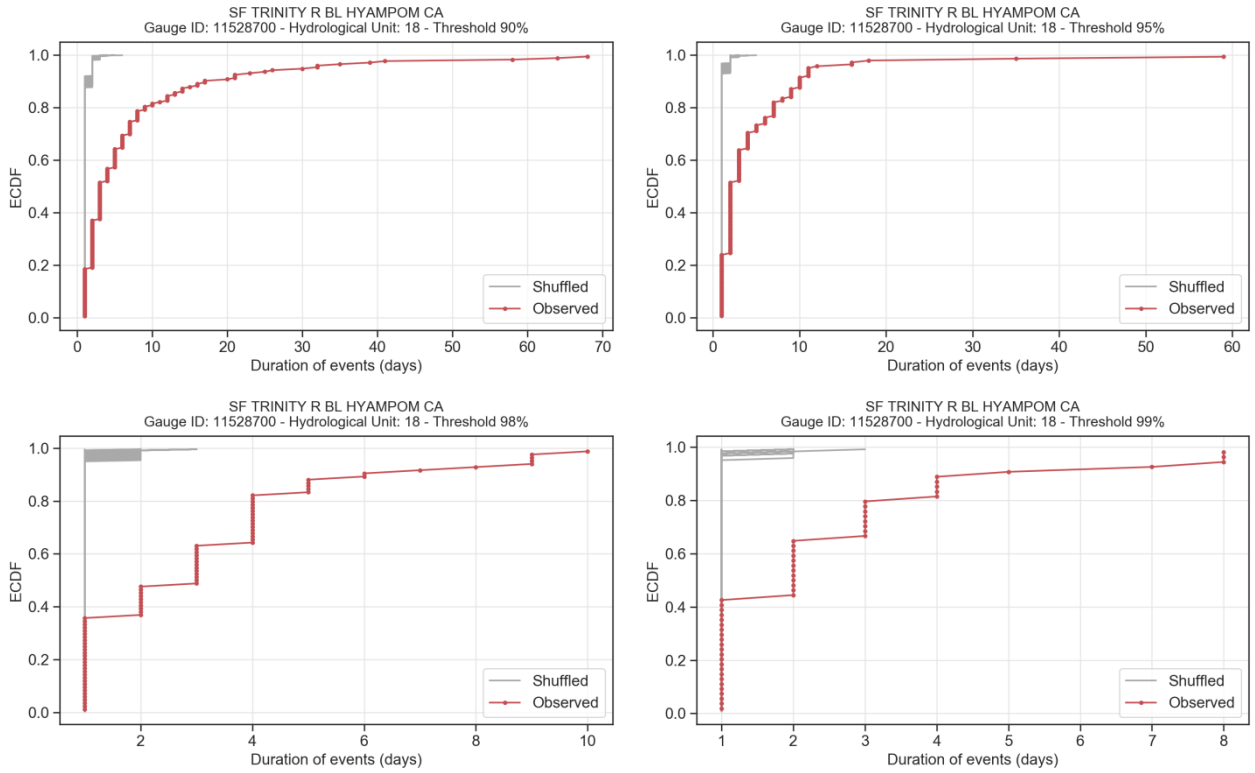 SF TRINITY R BL HYAMPOM CA
Gauge ID: 11528700 - Hydrological Unit: 18 - Threshold 90%
1.0
0.8
0.6
0.4
0.2
0.0
ECDF
Shuffled
Observed
0 10 20 30 40 50 60 70
Duration of events (days)
SF TRINITY R BL HYAMPOM CA
Gauge ID: 11528700 - Hydrological Unit: 18 - Threshold 95%
1.0
0.8
0.6
0.4
0.2
0.0
ECDF
Shuffled
Observed
0 10 20 30 40 50 60
Duration of events (days)
SF TRINITY R BL HYAMPOM CA
Gauge ID: 11528700 - Hydrological Unit: 18 - Threshold 98%
1.0
0.8
0.6
0.4
0.2
0.0
ECDF
Shuffled
Observed
2 4 6 8 10
Duration of events (days)
SF TRINITY R BL HYAMPOM CA
Gauge ID: 11528700 - Hydrological Unit: 18 - Threshold 99%
1.0
0.8
0.6
0.4
0.2
0.0
ECDF
Shuffled
Observed
1 2 3 4 5 6 7 8
Duration of events (days)